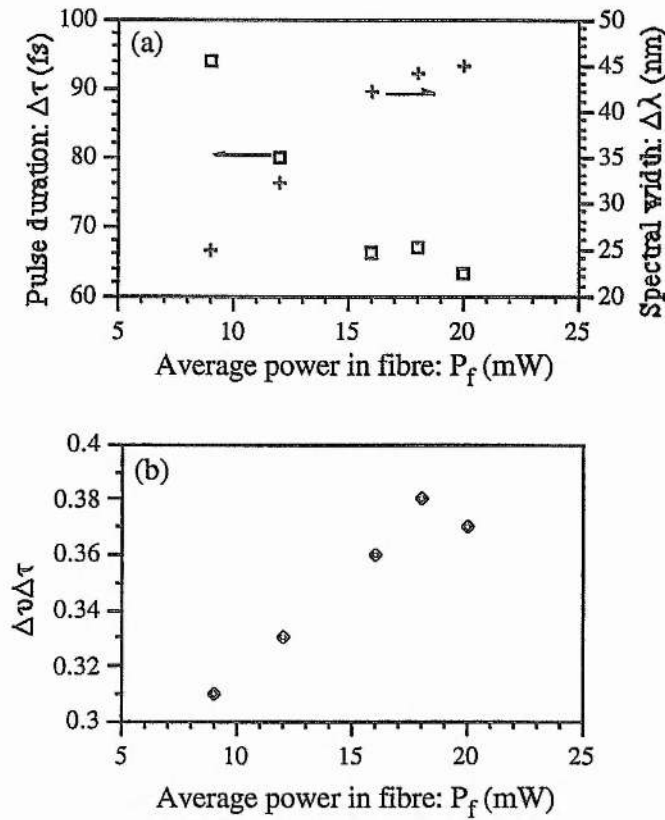 (a)
Pulse duration: Δτ (fs)
100
90
80
70
60
Spectral width: Δλ (nm)
50
45
40
35
30
25
20
5 10 15 20 25
Average power in fibre: P_f (mW)
(b)
ΔυΔτ
0.4
0.38
0.36
0.34
0.32
0.3
5 10 15 20 25
Average power in fibre: P_f (mW)